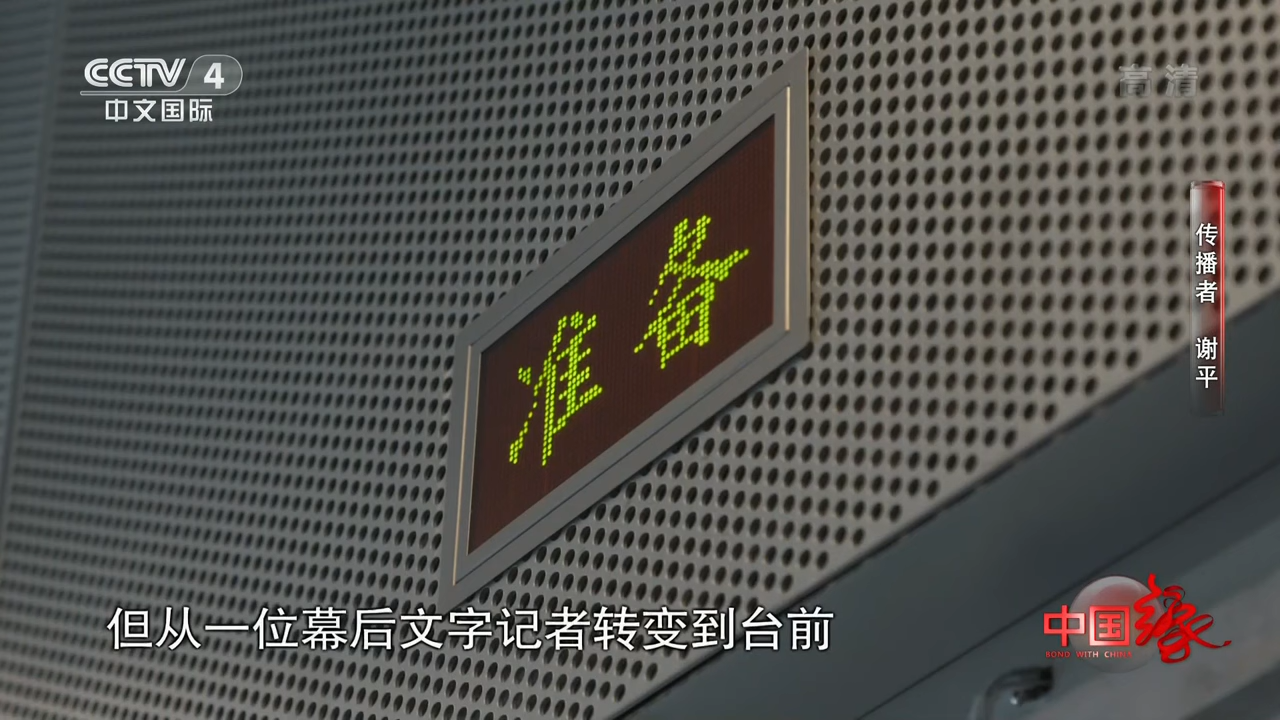 CCTV 4
中文国际
高清
传播者 谢平
准备
但从一位幕后文字记者转变到台前
中国缘
BOND WITH CHINA